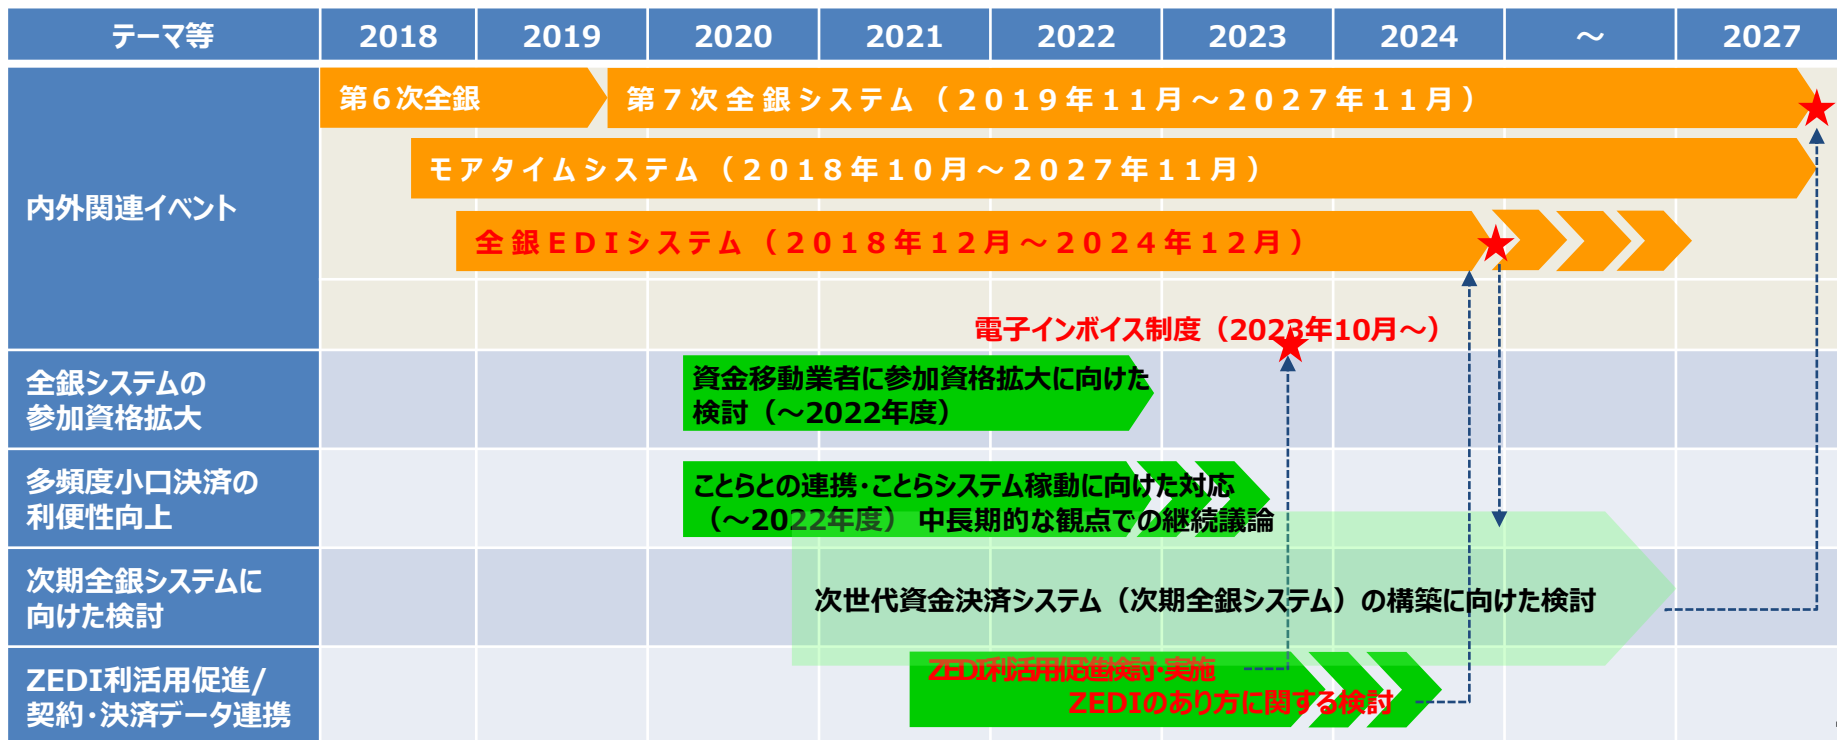 テーマ等 2018 2019 2020 2021 2022 2023 2024 ～ 2027
内外関連イベント
第６次全銀
第７次全銀システム（２０１９年１１月～２０２７年１１月）
モアタイムシステム（２０１８年１０月～２０２７年１１月）
全銀ＥＤＩシステム（２０１８年１２月～２０２４年１２月）
電子インボイス制度（2023年10月～）
全銀システムの
参加資格拡大
資金移動業者に参加資格拡大に向けた
検討（～2022年度）
多頻度小口決済の
利便性向上
ことらとの連携・ことらシステム稼動に向けた対応
（～2022年度） 中長期的な観点での継続議論
次期全銀システムに
向けた検討
次世代資金決済システム（次期全銀システム）の構築に向けた検討
ZEDI利活用促進/
契約・決済データ連携
ZEDI利活用促進検討・実施
ZEDIのあり方に関する検討